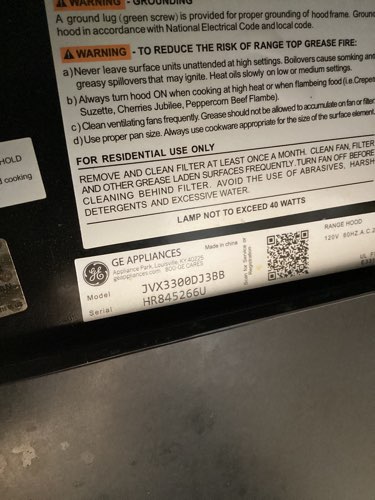 WARNING - GROUNDING
A ground lug (green screw) is provided for proper grounding of hood frame. Ground
hood in accordance with National Electrical Code and local code.
WARNING - TO REDUCE THE RISK OF RANGE TOP GREASE FIRE:
a) Never leave surface units unattended at high settings. Boilovers cause somking and
greasy spillovers that may ignite. Heat oils slowly on low or medium settings.
b) Always turn hood ON when cooking at high heat or when flambeing food (i.e. Crepes
Suzette, Cherries Jubilee, Peppercorn Beef Flambe).
c) Clean ventilating fans frequently. Grease should not be allowed to accumulate on fan or filter.
d) Use proper pan size. Always use cookware appropriate for the size of the surface element.
FOR RESIDENTIAL USE ONLY
REMOVE AND CLEAN FILTER AT LEAST ONCE A MONTH. CLEAN FAN, FILTER
AND OTHER GREASE LADEN SURFACES FREQUENTLY. TURN FAN OFF BEFORE
CLEANING BEHIND FILTER. AVOID THE USE OF ABRASIVES, HARSH
DETERGENTS AND EXCESSIVE WATER.
LAMP NOT TO EXCEED 40 WATTS
HOLD
cooking
GE APPLIANCES
Made in china
Appliance Park, Louisville, KY 40225
geappliances.com 800-GE CARES
Model JVX3300DJ3BB
Serial HR845266U
Scan for Service or
Registration
RANGE HOOD
120V 60HZ A.C. 2